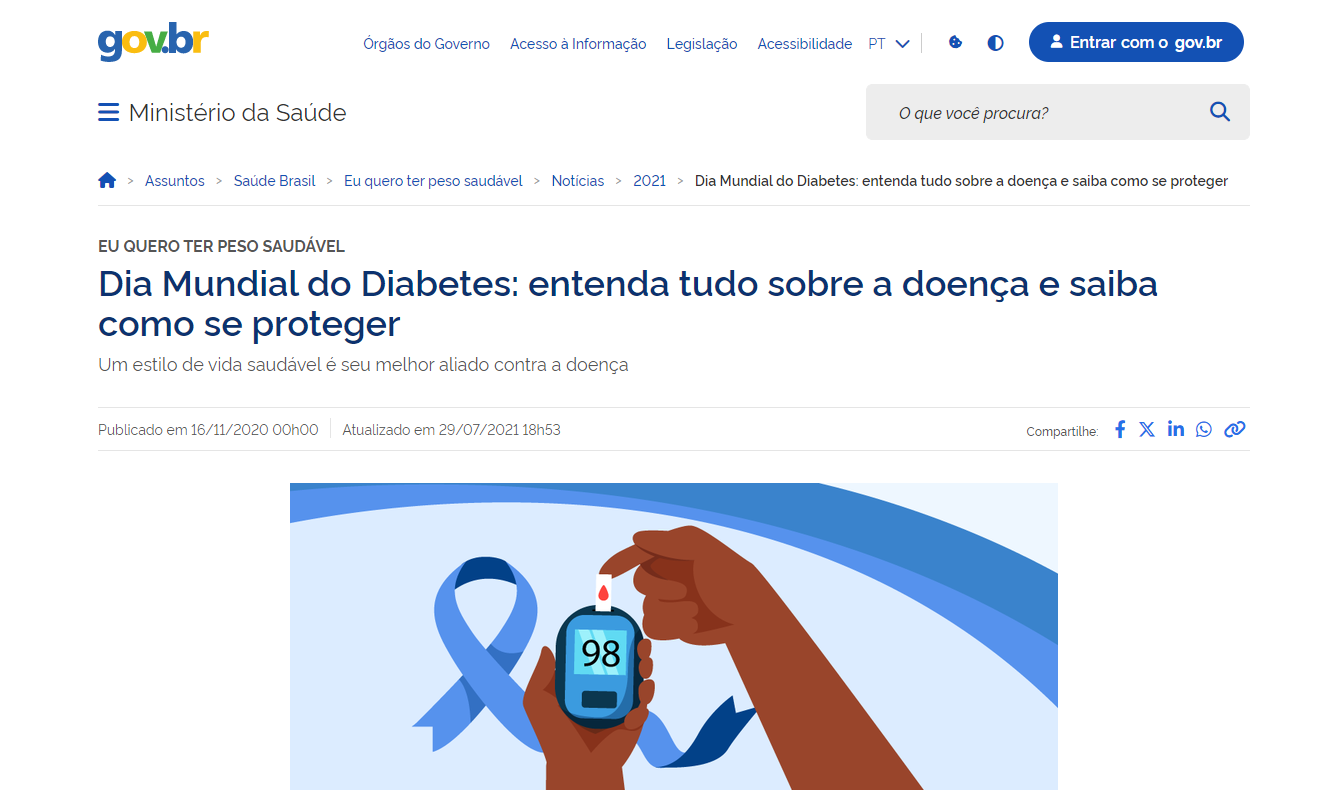 gov.br
Órgãos do Governo Acesso à Informação Legislação Acessibilidade PT Entrar com o gov.br
Ministério da Saúde
O que você procura?
> Assuntos > Saúde Brasil > Eu quero ter peso saudável > Notícias > 2021 > Dia Mundial do Diabetes: entenda tudo sobre a doença e saiba como se proteger
EU QUERO TER PESO SAUDÁVEL
Dia Mundial do Diabetes: entenda tudo sobre a doença e saiba
como se proteger
Um estilo de vida saudável é seu melhor aliado contra a doença
Publicado em 16/11/2020 00h00 Atualizado em 29/07/2021 18h53
Compartilhe:
98